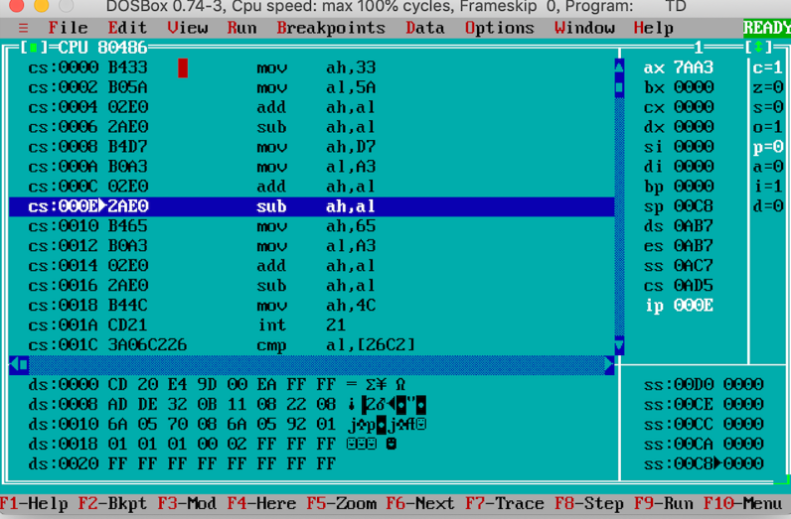 DOSBox 0.74-3, Cpu speed: max 100% cycles, Frameskip 0, Program: TD
≡ File Edit View Run Breakpoints Data Options Window Help READY
[■]=CPU 80486 1 [↕]
cs:0000 B433 mov ah,33 ax 7AA3 c=1
cs:0002 B05A mov al,5A bx 0000 z=0
cs:0004 02E0 add ah,al cx 0000 s=0
cs:0006 2AE0 sub ah,al dx 0000 o=1
cs:0008 B4D7 mov ah,D7 si 0000 p=0
cs:000A B0A3 mov al,A3 di 0000 a=0
cs:000C 02E0 add ah,al bp 0000 i=1
cs:000E►2AE0 sub ah,al sp 00C8 d=0
cs:0010 B465 mov ah,65 ds 0AB7
cs:0012 B0A3 mov al,A3 es 0AB7
cs:0014 02E0 add ah,al ss 0AC7
cs:0016 2AE0 sub ah,al cs 0AD5
cs:0018 B44C mov ah,4C ip 000E
cs:001A CD21 int 21
cs:001C 3A06C226 cmp al,[26C2]
ds:0000 CD 20 E4 9D 00 EA FF FF = Σ¥ Ω ss:00D0 0000
ds:0008 AD DE 32 0B 11 08 22 08 ss:00CE 0000
ds:0010 6A 05 70 08 6A 05 92 01 ss:00CC 0000
ds:0018 01 01 01 00 02 FF FF FF ☺☺☺ ☻ ss:00CA 0000
ds:0020 FF FF FF FF FF FF FF FF ss:00C8►0000
F1-Help F2-Bkpt F3-Mod F4-Here F5-Zoom F6-Next F7-Trace F8-Step F9-Run F10-Menu